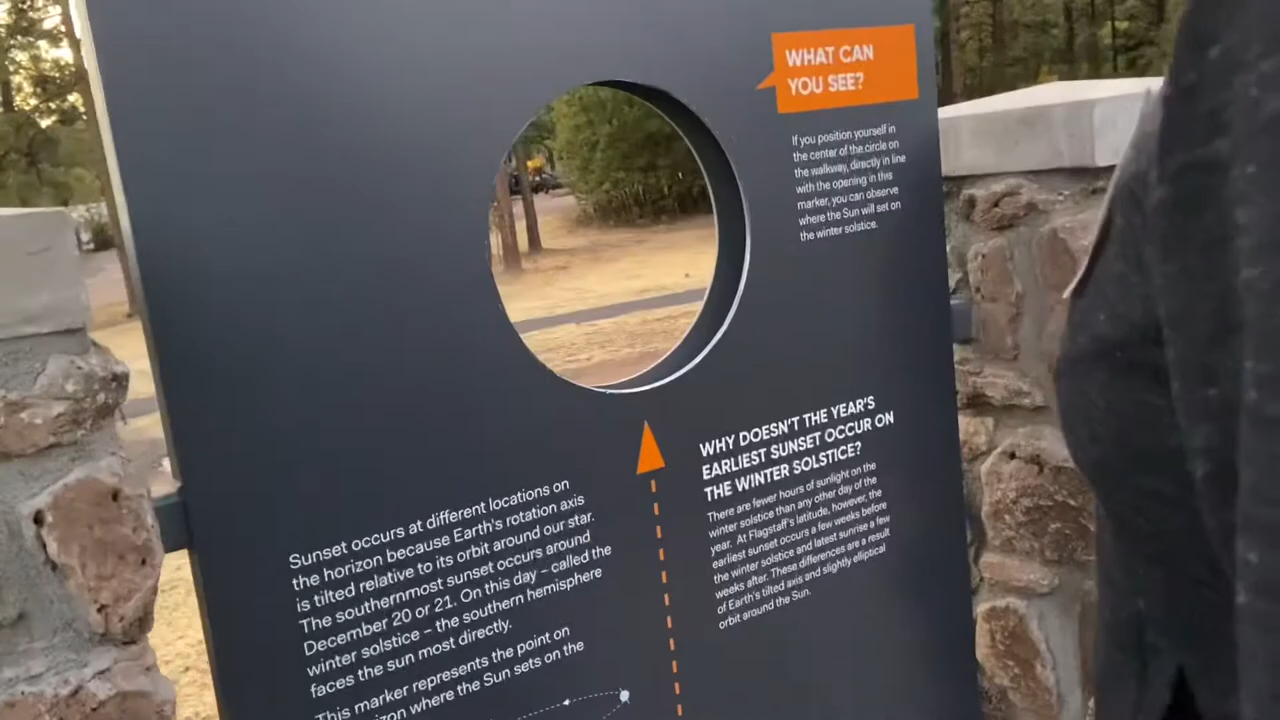 WHAT CAN
YOU SEE?
If you position yourself in
the center of the circle on
the walkway, directly in line
with the opening in this
marker, you can observe
where the Sun will set on
the winter solstice.
WHY DOESN'T THE YEAR'S
EARLIEST SUNSET OCCUR ON
THE WINTER SOLSTICE?
There are fewer hours of sunlight on the
winter solstice than any other day of the
year. At Flagstaff's latitude, however, the
earliest sunset occurs a few weeks before
the winter solstice and latest sunrise a few
weeks after. These differences are a result
of Earth's tilted axis and slightly elliptical
orbit around the Sun.
Sunset occurs at different locations on
the horizon because Earth's rotation axis
is tilted relative to its orbit around our star.
The southernmost sunset occurs around
December 20 or 21. On this day – called the
winter solstice – the southern hemisphere
faces the sun most directly.
This marker represents the point on
where the Sun sets on the